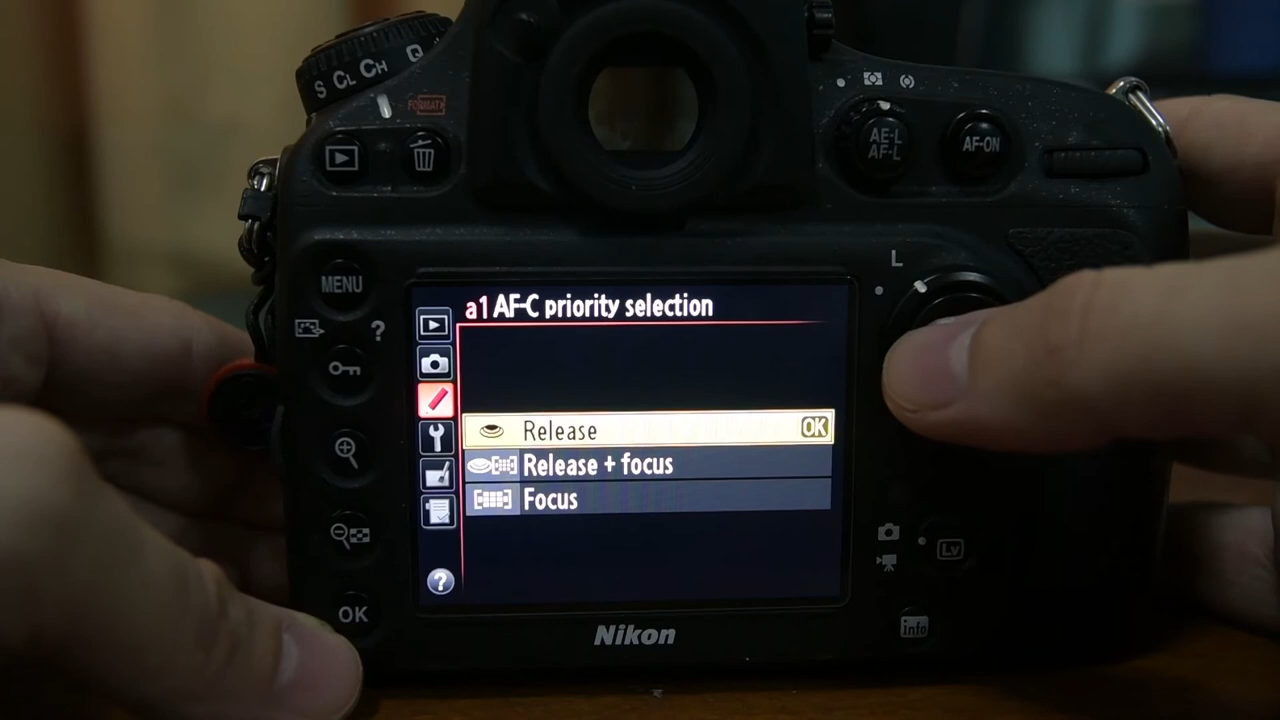 S CL CH Q
FORMAT
AE-L
AF-L
AF-ON
L
MENU
?
a1 AF-C priority selection
Release OK
Release + focus
Focus
?
OK
Lv
info
Nikon